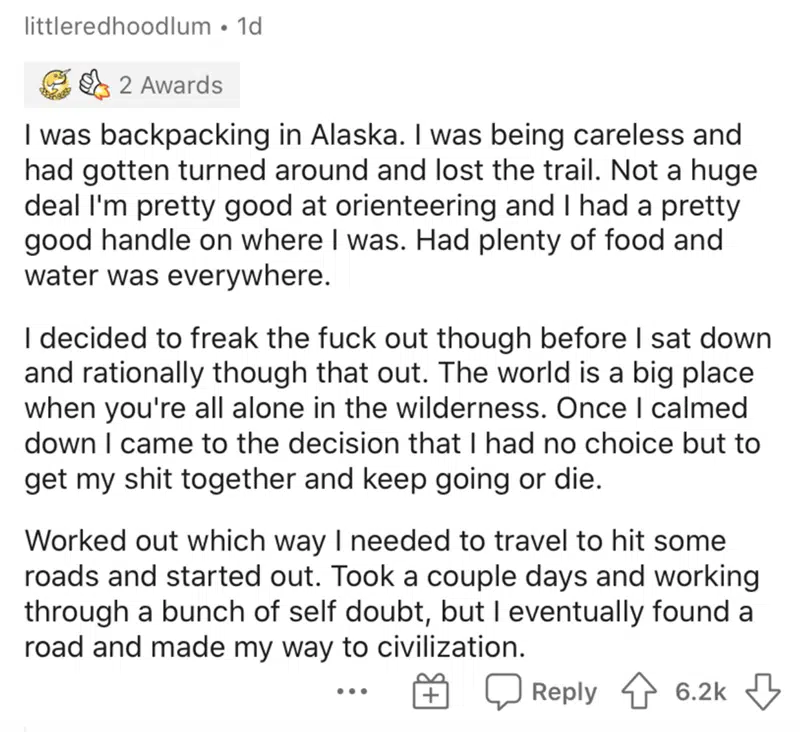 littleredhoodlum • 1d
2 Awards
I was backpacking in Alaska. I was being careless and
had gotten turned around and lost the trail. Not a huge
deal I'm pretty good at orienteering and I had a pretty
good handle on where I was. Had plenty of food and
water was everywhere.
I decided to freak the fuck out though before I sat down
and rationally though that out. The world is a big place
when you're all alone in the wilderness. Once I calmed
down I came to the decision that I had no choice but to
get my shit together and keep going or die.
Worked out which way I needed to travel to hit some
roads and started out. Took a couple days and working
through a bunch of self doubt, but I eventually found a
road and made my way to civilization.
Reply 6.2k